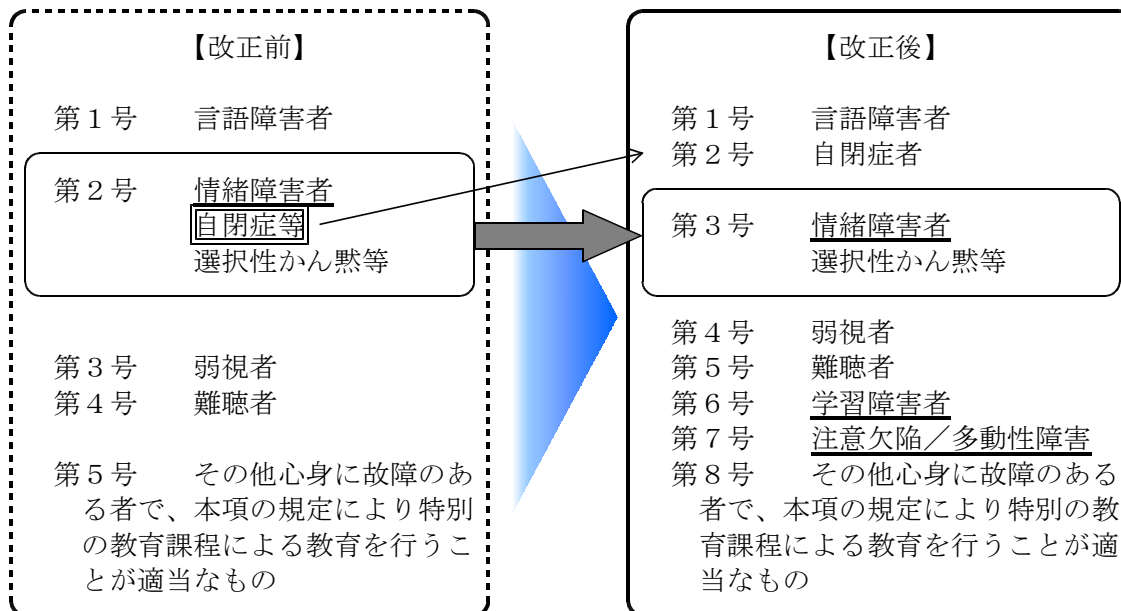 【改正前】
第１号　言語障害者
第２号　情緒障害者
自閉症等
選択性かん黙等
第３号　弱視者
第４号　難聴者
第５号　その他心身に故障のあ
る者で、本項の規定により特別
の教育課程による教育を行うこ
とが適当なもの
【改正後】
第１号　言語障害者
第２号　自閉症者
第３号　情緒障害者
選択性かん黙等
第４号　弱視者
第５号　難聴者
第６号　学習障害者
第７号　注意欠陥／多動性障害
第８号　その他心身に故障のある
者で、本項の規定により特別の教
育課程による教育を行うことが適
当なもの